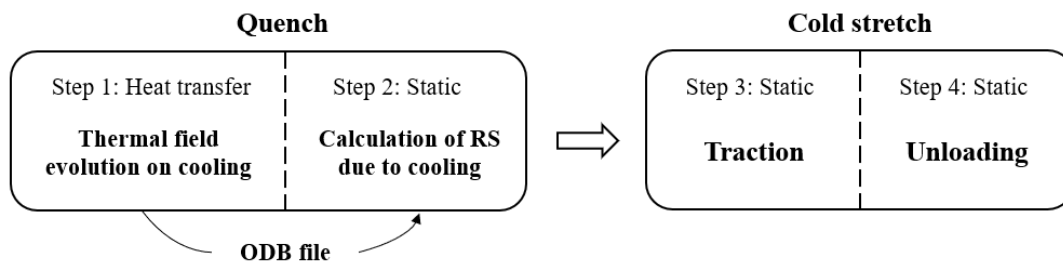 Quench
Step 1: Heat transfer
Thermal field
evolution on cooling
Step 2: Static
Calculation of RS
due to cooling
ODB file
Cold stretch
Step 3: Static
Traction
Step 4: Static
Unloading